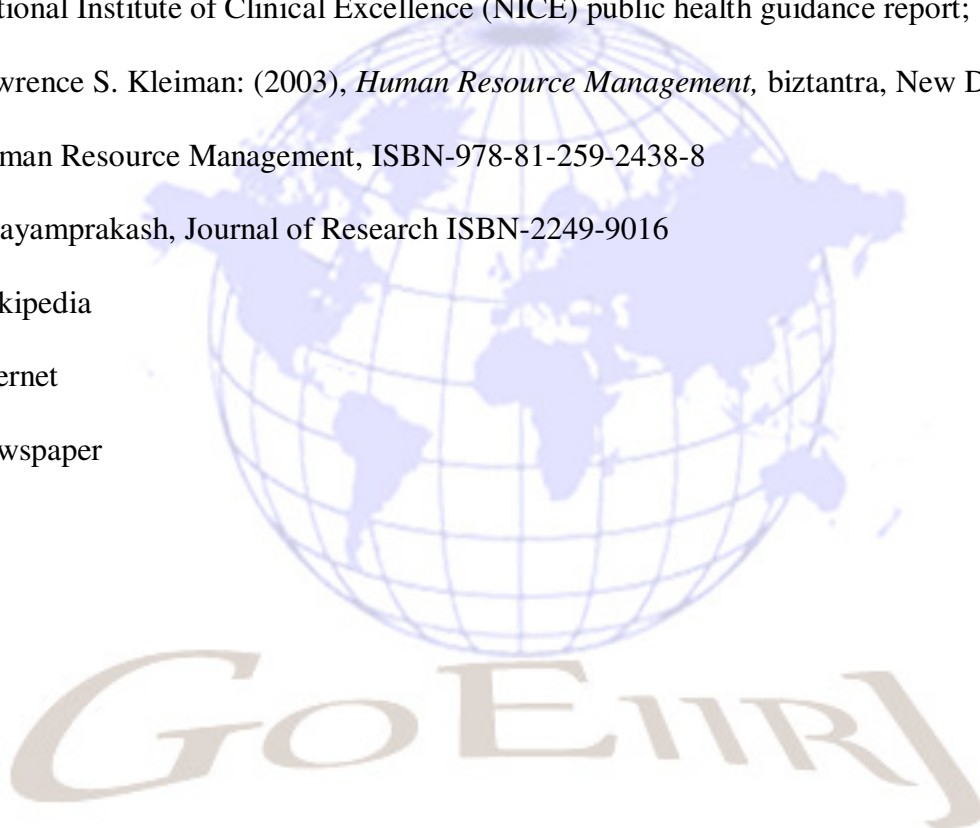 tional Institute of Clinical Excellence (NICE) public health guidance report;
wrence S. Kleiman: (2003), Human Resource Management, biztantra, New D
man Resource Management, ISBN-978-81-259-2438-8
ayamprakash, Journal of Research ISBN-2249-9016
kipedia
ernet
wspaper
GOEIIRJ